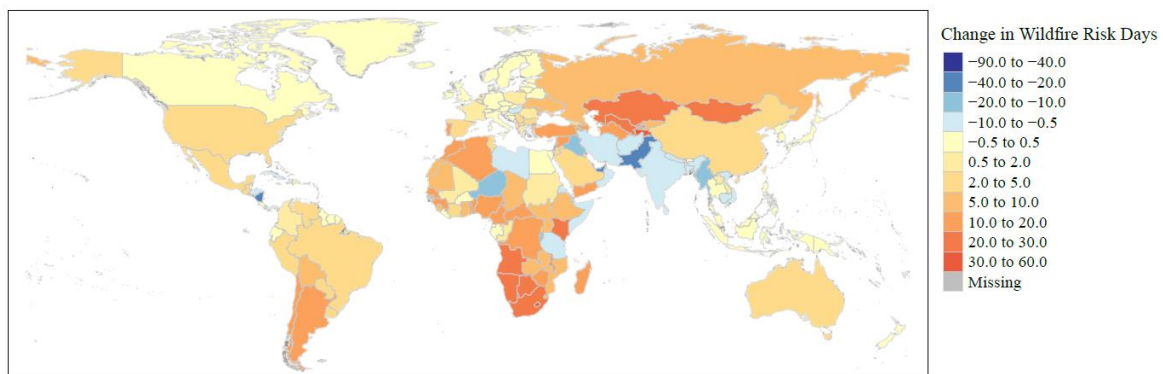 Change in Wildfire Risk Days
−90.0 to −40.0
−40.0 to −20.0
−20.0 to −10.0
−10.0 to −0.5
−0.5 to 0.5
0.5 to 2.0
2.0 to 5.0
5.0 to 10.0
10.0 to 20.0
20.0 to 30.0
30.0 to 60.0
Missing